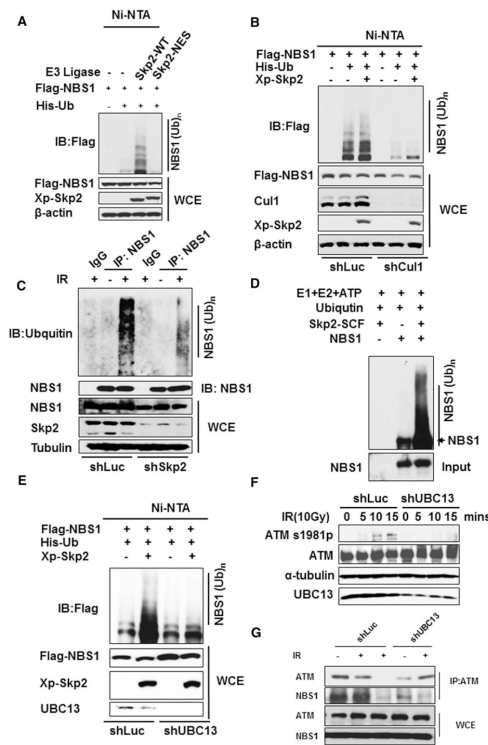 A
Ni-NTA
E3 Ligase - - Skp2-WT Skp2-NES
Flag-NBS1 + + + +
His-Ub - + + +
IB:Flag
NBS1 (Ub)n
Flag-NBS1
Xp-Skp2
β-actin
WCE
B
Ni-NTA
Flag-NBS1 + + + + + +
His-Ub - + + - + +
Xp-Skp2 - - + - - +
IB:Flag
NBS1 (Ub)n
Flag-NBS1
Cul1
Xp-Skp2
β-actin
WCE
shLuc shCul1
C
IgG IP: NBS1 IgG IP: NBS1
IR + - + + - +
IB:Ubquitin
NBS1 (Ub)n
NBS1
IB: NBS1
NBS1
Skp2
Tubulin
WCE
shLuc shSkp2
D
E1+E2+ATP + + +
Ubiqutin + + +
Skp2-SCF + - +
NBS1 - + +
NBS1 (Ub)n
NBS1
NBS1
Input
E
Ni-NTA
Flag-NBS1 + + + +
His-Ub + + + +
Xp-Skp2 - + - +
IB:Flag
NBS1 (Ub)n
Flag-NBS1
Xp-Skp2
UBC13
WCE
shLuc shUBC13
F
shLuc shUBC13
IR(10Gy) 0 5 10 15 0 5 10 15 mins
ATM s1981p
ATM
α-tubulin
UBC13
G
shLuc shUBC13
IR - + + - +
ATM
NBS1
IP:ATM
ATM
NBS1
WCE